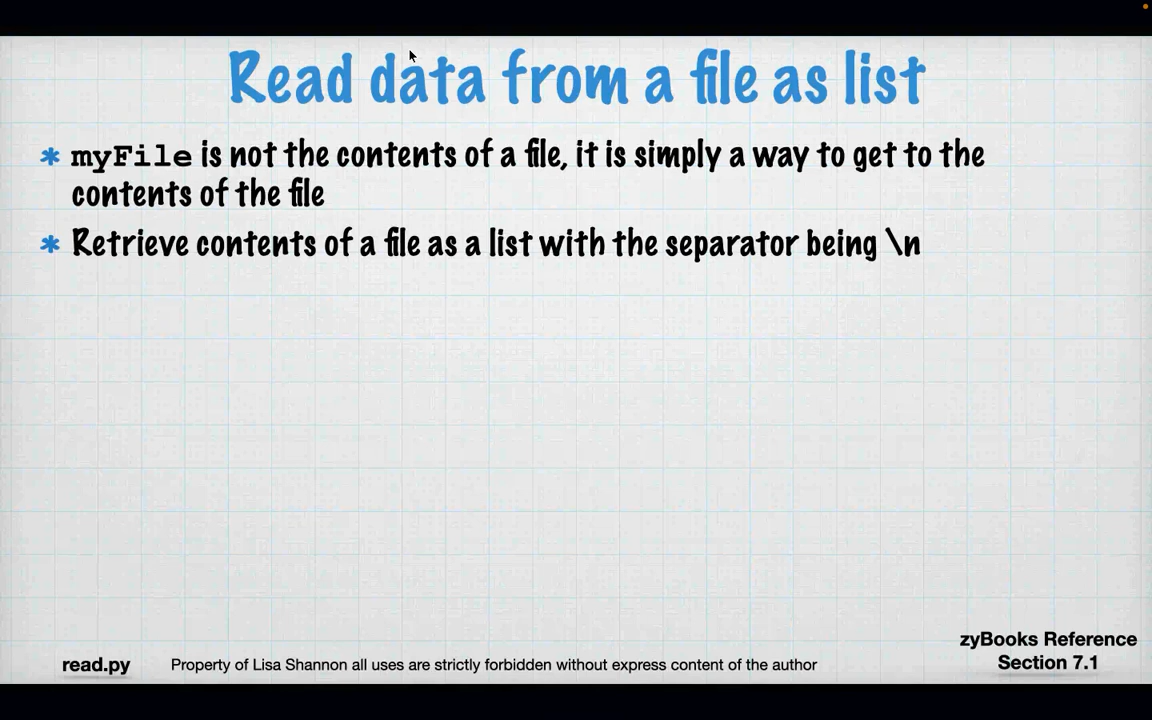 Read data from a file as list
* myFile is not the contents of a file, it is simply a way to get to the
contents of the file
* Retrieve contents of a file as a list with the separator being \n
zyBooks Reference
Section 7.1
read.py
Property of Lisa Shannon all uses are strictly forbidden without express content of the author